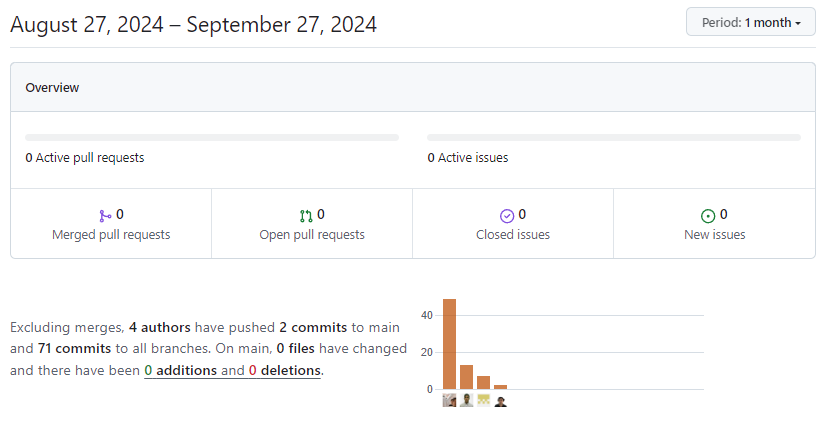 August 27, 2024 – September 27, 2024
Period: 1 month
Overview
0 Active pull requests
0 Active issues
0
Merged pull requests
0
Open pull requests
0
Closed issues
0
New issues
Excluding merges, 4 authors have pushed 2 commits to main
and 71 commits to all branches. On main, 0 files have changed
and there have been 0 additions and 0 deletions.
40
20
0